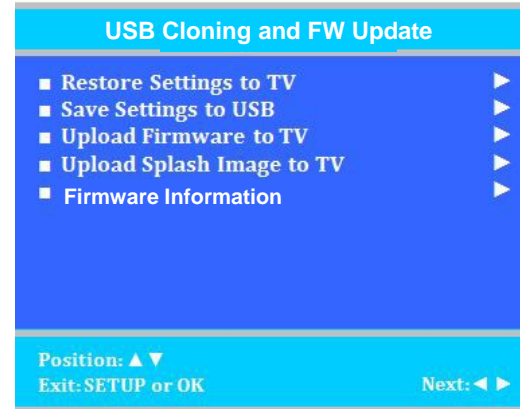 USB Cloning and FW Update
■ Restore Settings to TV ▶
■ Save Settings to USB ▶
■ Upload Firmware to TV ▶
■ Upload Splash Image to TV ▶
■ Firmware Information ▶
Position: ▲ ▼
Exit: SETUP or OK Next: ◀ ▶